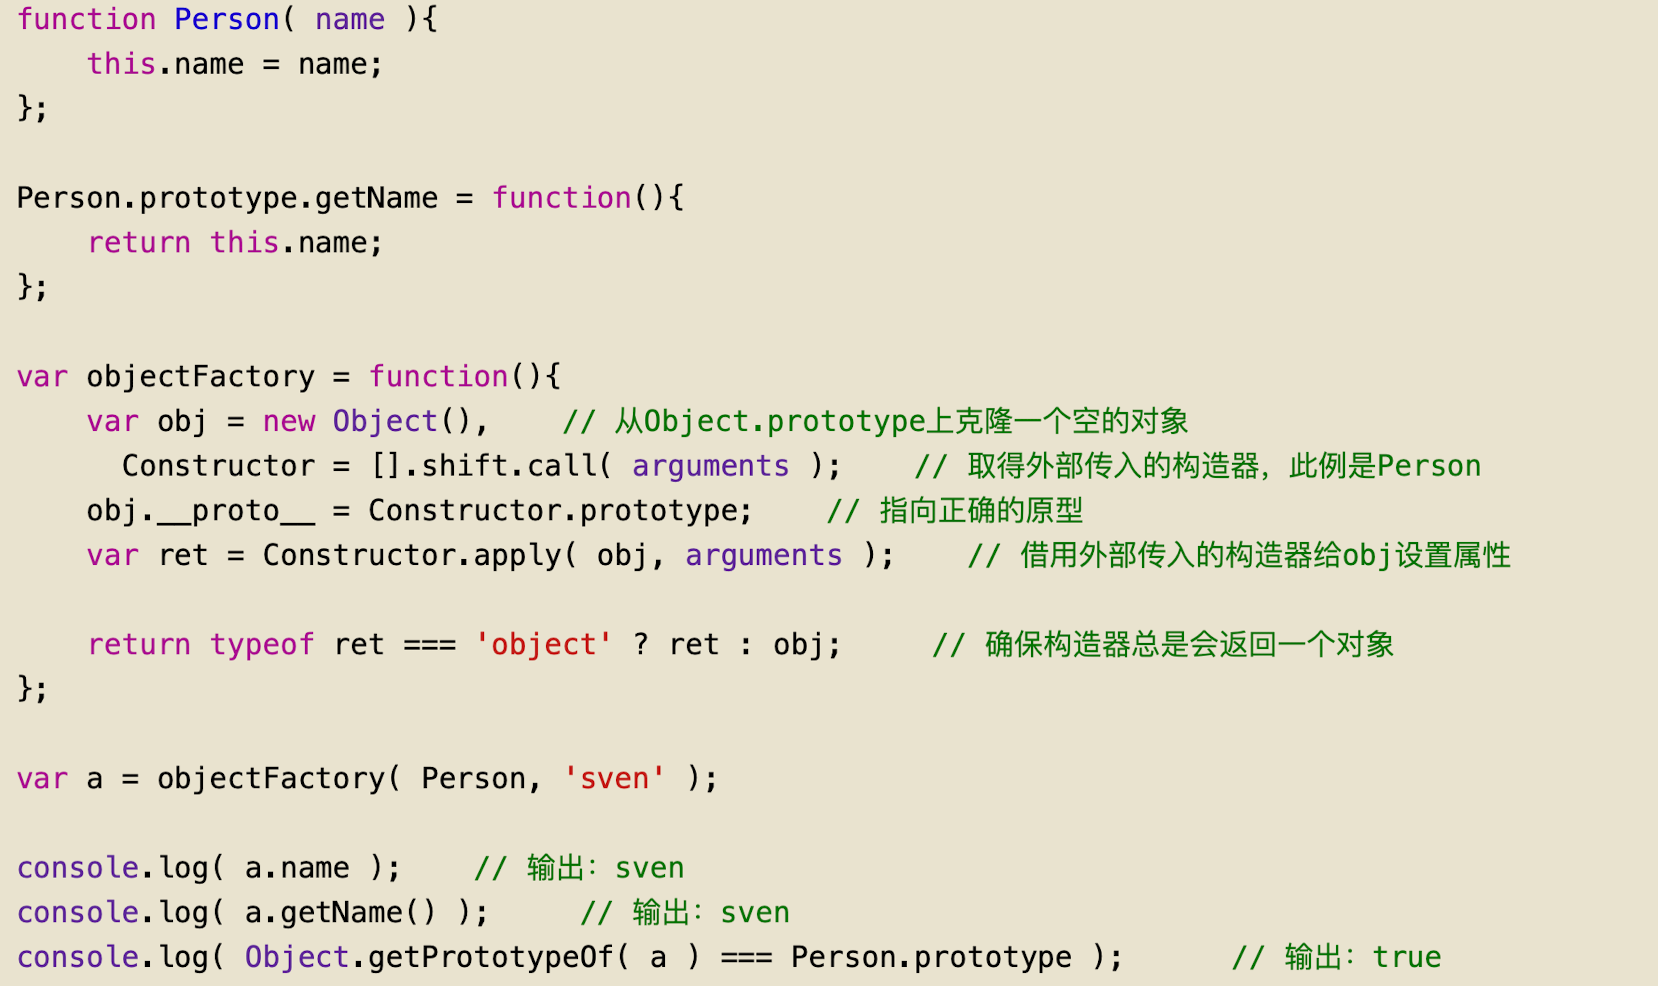 function Person( name ){
    this.name = name;
};

Person.prototype.getName = function(){
    return this.name;
};

var objectFactory = function(){
    var obj = new Object(),    // 从Object.prototype上克隆一个空的对象
      Constructor = [].shift.call( arguments );    // 取得外部传入的构造器，此例是Person
    obj.__proto__ = Constructor.prototype;    // 指向正确的原型
    var ret = Constructor.apply( obj, arguments );    // 借用外部传入的构造器给obj设置属性

    return typeof ret === 'object' ? ret : obj;     // 确保构造器总是会返回一个对象
};

var a = objectFactory( Person, 'sven' );

console.log( a.name );    // 输出：sven
console.log( a.getName() );     // 输出：sven
console.log( Object.getPrototypeOf( a ) === Person.prototype );      // 输出：true